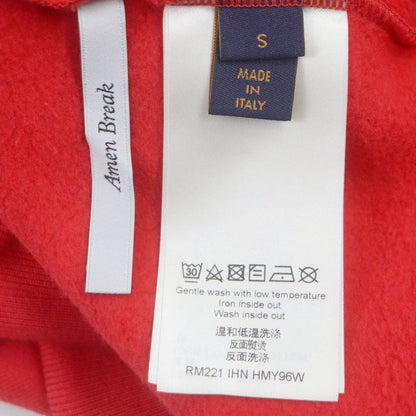 Amen Break
S
MADE
IN
ITALY
30
Gentle wash with low temperature
Iron inside out
Wash inside out
温和低温洗涤
反面熨烫
反面洗涤
RM221 IHN HMY96W